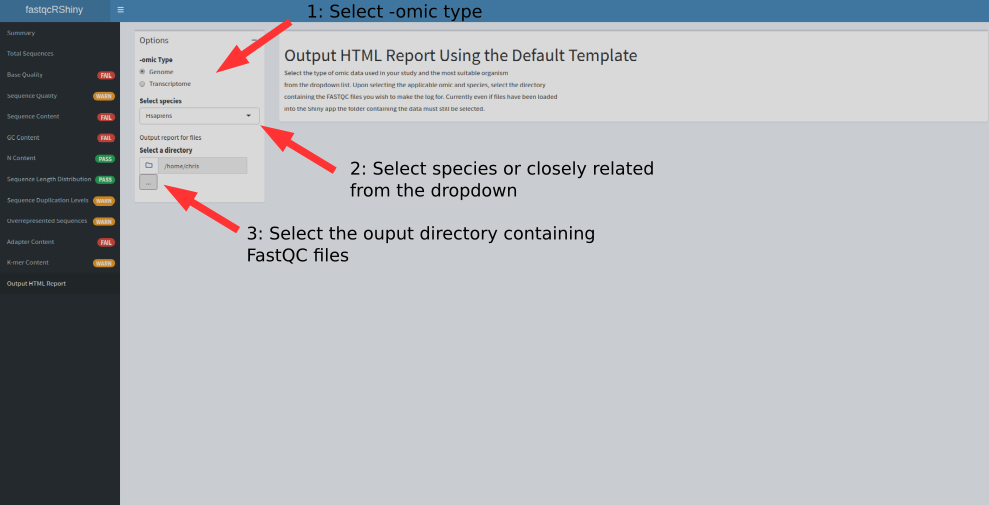 fastqcRShiny
1: Select -omic type
Summary
Total Sequences
Base Quality FAIL
Sequence Quality WARN
Sequence Content FAIL
GC Content FAIL
N Content PASS
Sequence Length Distribution PASS
Sequence Duplication Levels WARN
Overrepresented Sequences WARN
Adapter Content FAIL
K-mer Content WARN
Output HTML Report
Options
-omic Type
Genome
Transcriptome
Select species
Hsapiens
Output report for files
Select a directory
/home/chris
...
Output HTML Report Using the Default Template
Select the type of omic data used in your study and the most suitable organism
from the dropdown list. Upon selecting the applicable omic and species, select the directory
containing the FASTQC files you wish to make the log for. Currently even if files have been loaded
into the Shiny app the folder containing the data must still be selected.
2: Select species or closely related
from the dropdown
3: Select the ouput directory containing
FastQC files